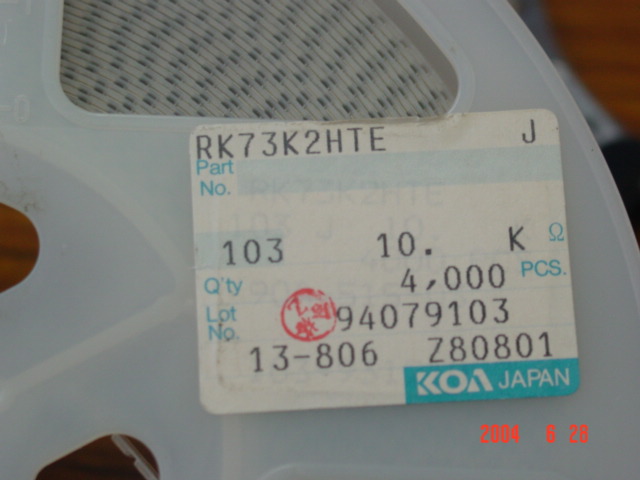 RK73K2HTE J
Part
No.
103 10. K Ω
Q'ty 4,000 PCS.
Lot
No. 94079103
13-806 Z80801
KOA JAPAN
2004 6 28